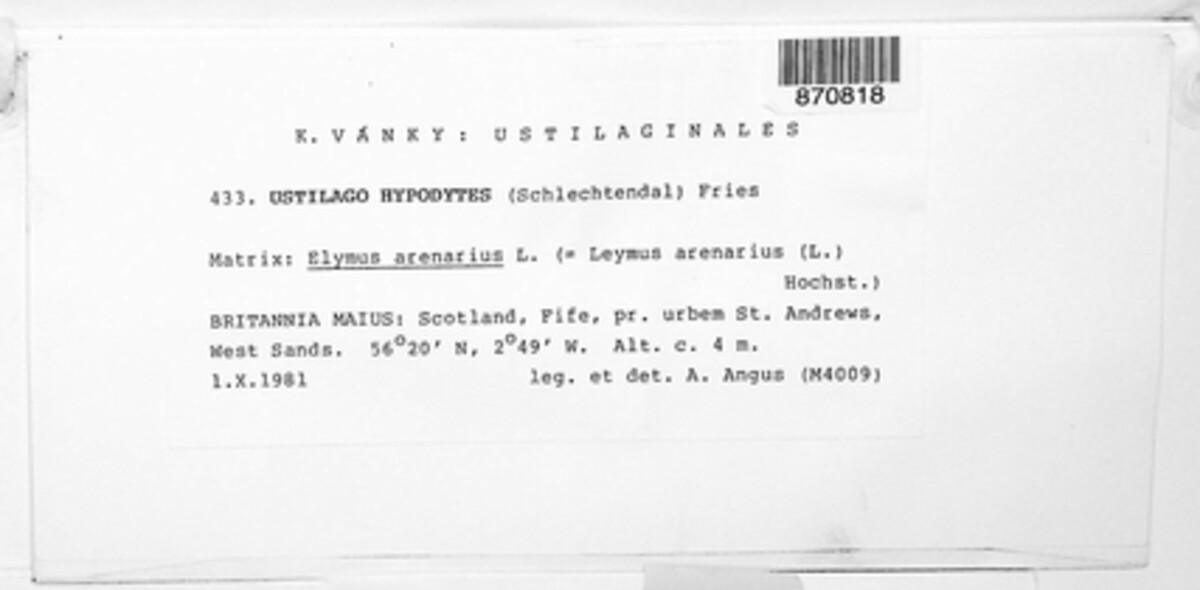 870818
K. VÁNKY: USTILAGINALES
433. USTILAGO HYPODYTES (Schlechtendal) Fries
Matrix: Elymus arenarius L. (= Leymus arenarius (L.)
Hochst.)
BRITANNIA MAIUS: Scotland, Fife, pr. urbem St. Andrews,
West Sands. 56°20' N, 2°49' W. Alt. c. 4 m.
1.X.1981 leg. et det. A. Angus (M4009)